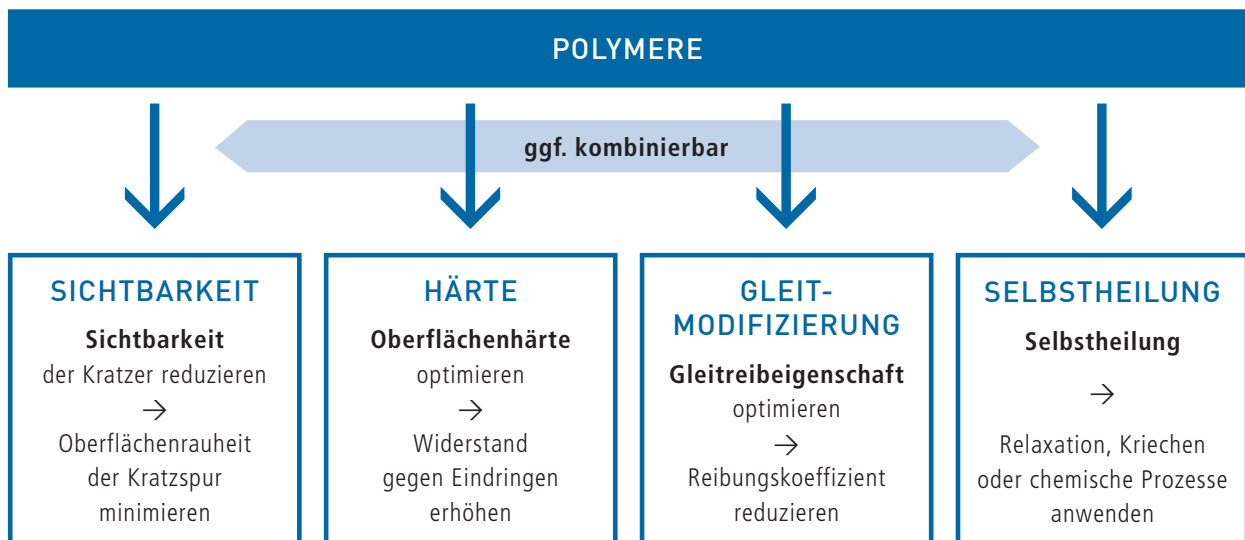 POLYMERE
ggf. kombinierbar
SICHTBARKEIT
Sichtbarkeit
der Kratzer reduzieren
→
Oberflächenrauheit
der Kratzspur
minimieren
HÄRTE
Oberflächenhärte
optimieren
→
Widerstand
gegen Eindringen
erhöhen
GLEIT-
MODIFIZIERUNG
Gleitreibeigenschaft
optimieren
→
Reibungskoeffizient
reduzieren
SELBSTHEILUNG
Selbstheilung
→
Relaxation, Kriechen
oder chemische Prozesse
anwenden